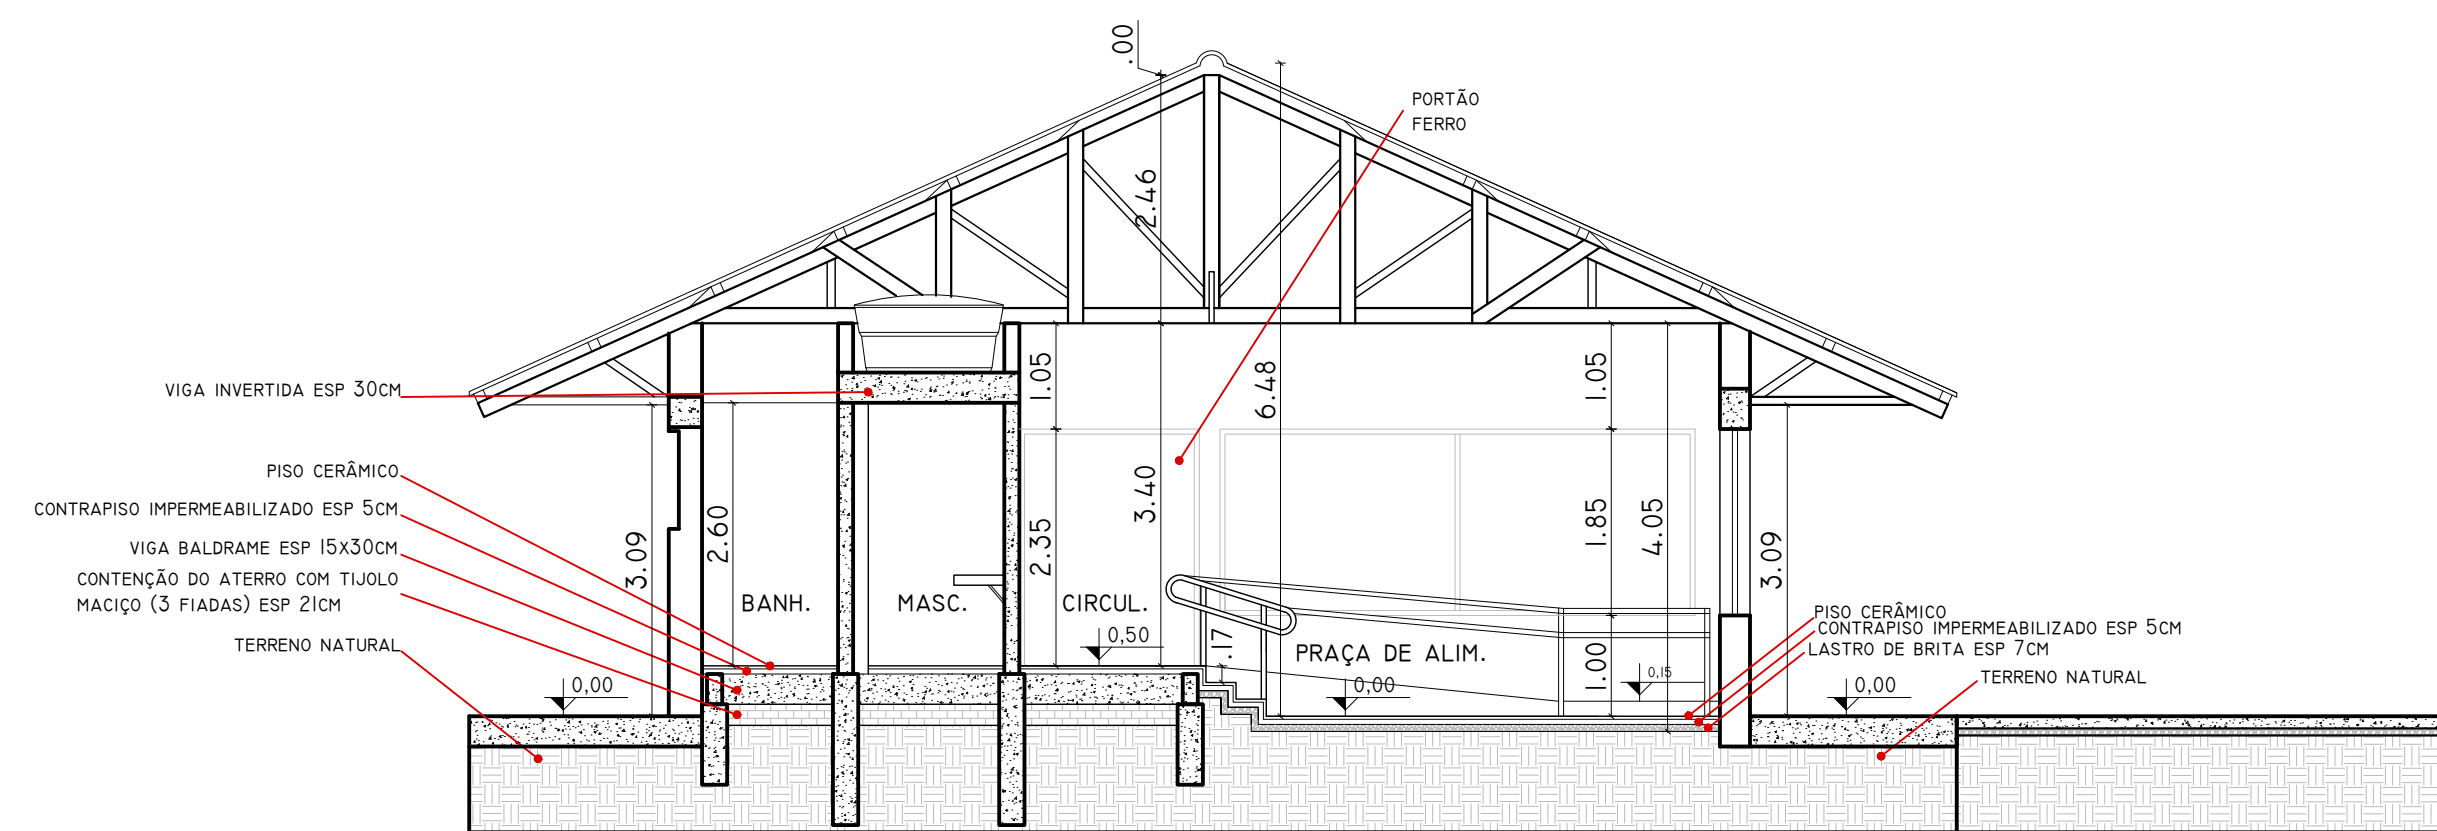 .00
PORTÃO
FERRO
2.46
6.48
1.05
1.05
VIGA INVERTIDA ESP 30CM
PISO CERÂMICO
CONTRAPISO IMPERMEABILIZADO ESP 5CM
VIGA BALDRAME ESP 15X30CM
CONTENÇÃO DO ATERRO COM TIJOLO
MACIÇO (3 FIADAS) ESP 21CM
TERRENO NATURAL
3.09
2.60
2.35
3.40
1.85
4.05
3.09
BANH.
MASC.
CIRCUL.
0,50
.17
PRAÇA DE ALIM.
1.00
0,15
0,00
0,00
0,00
PISO CERÂMICO
CONTRAPISO IMPERMEABILIZADO ESP 5CM
LASTRO DE BRITA ESP 7CM
TERRENO NATURAL